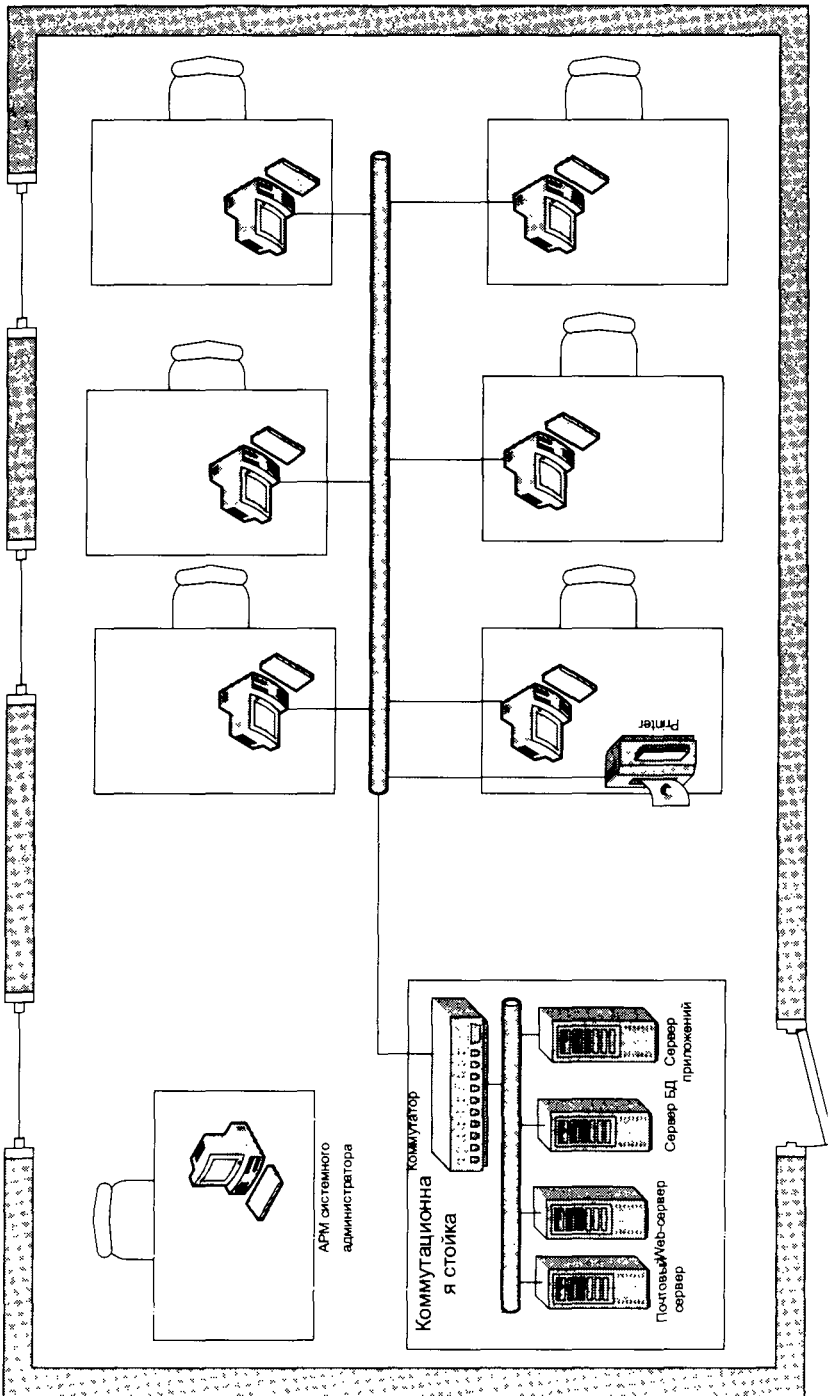 Printer
АРМ системного
администратора
Коммутатор
Коммутационна
я стойка
Почтовый
сервер
Web-сервер
Сервер БД
Сервер
приложений